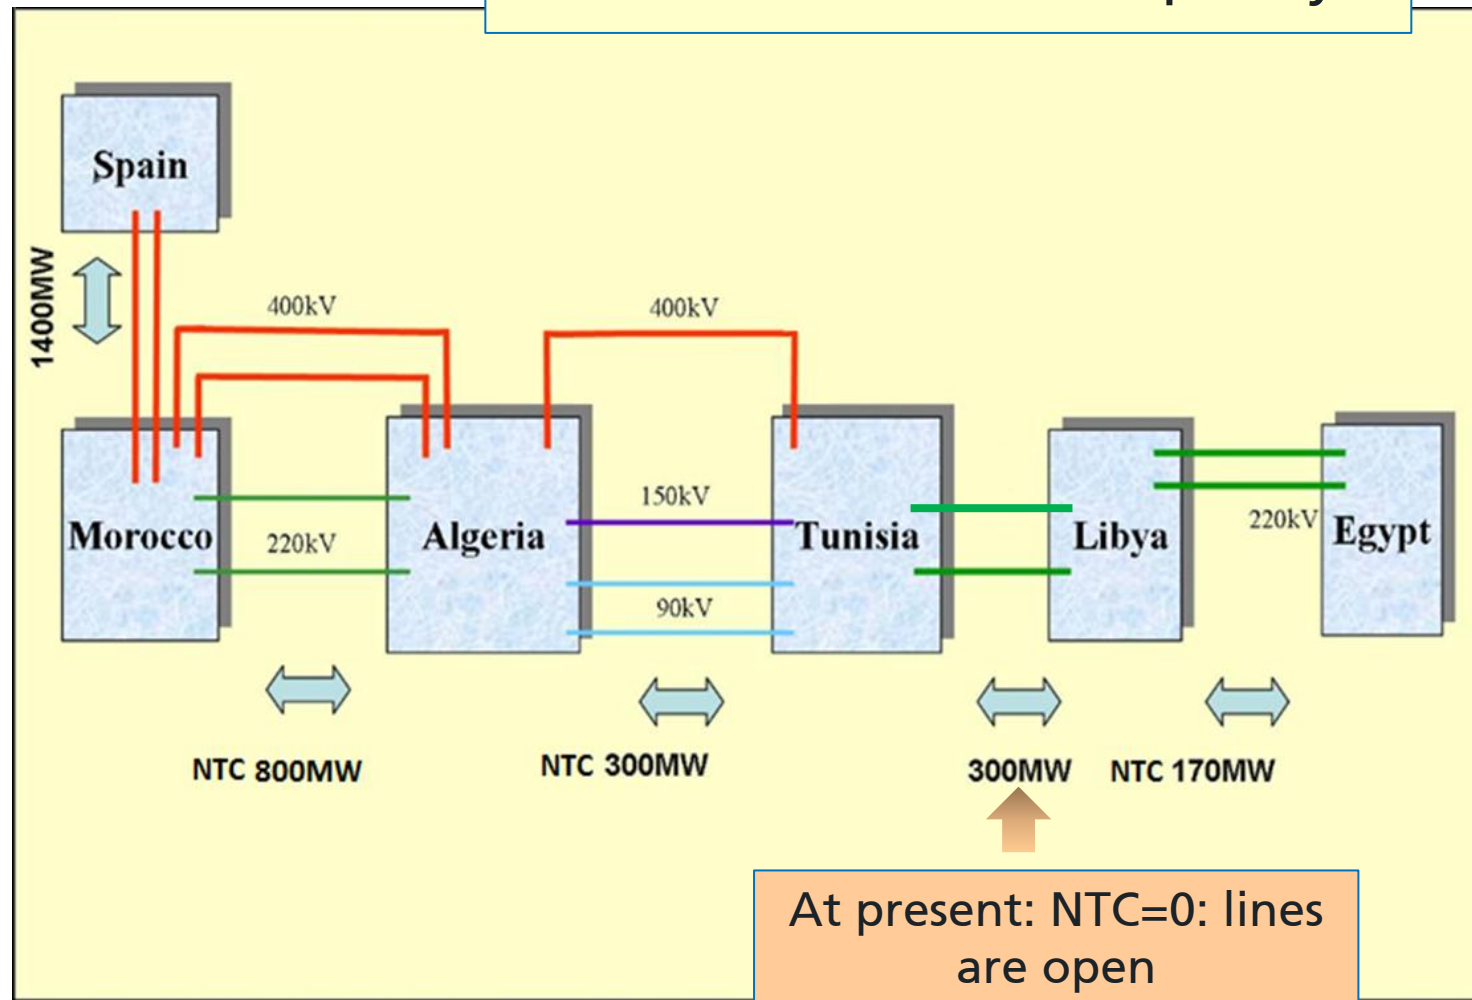 Spain
1400MW
400kV
400kV
150kV
Morocco
220kV
Algeria
90kV
Tunisia
Libya
220kV
Egypt
NTC 800MW
NTC 300MW
300MW
NTC 170MW
At present: NTC=0: lines
are open